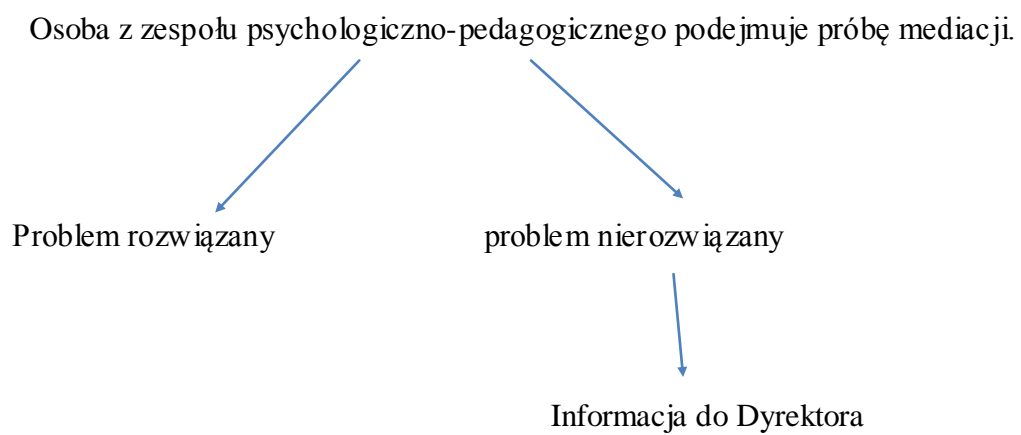 Osoba z zespołu psychologiczno-pedagogicznego podejmuje próbę mediacji.
Problem rozwiązany
problem nierozwiązany
Informacja do Dyrektora